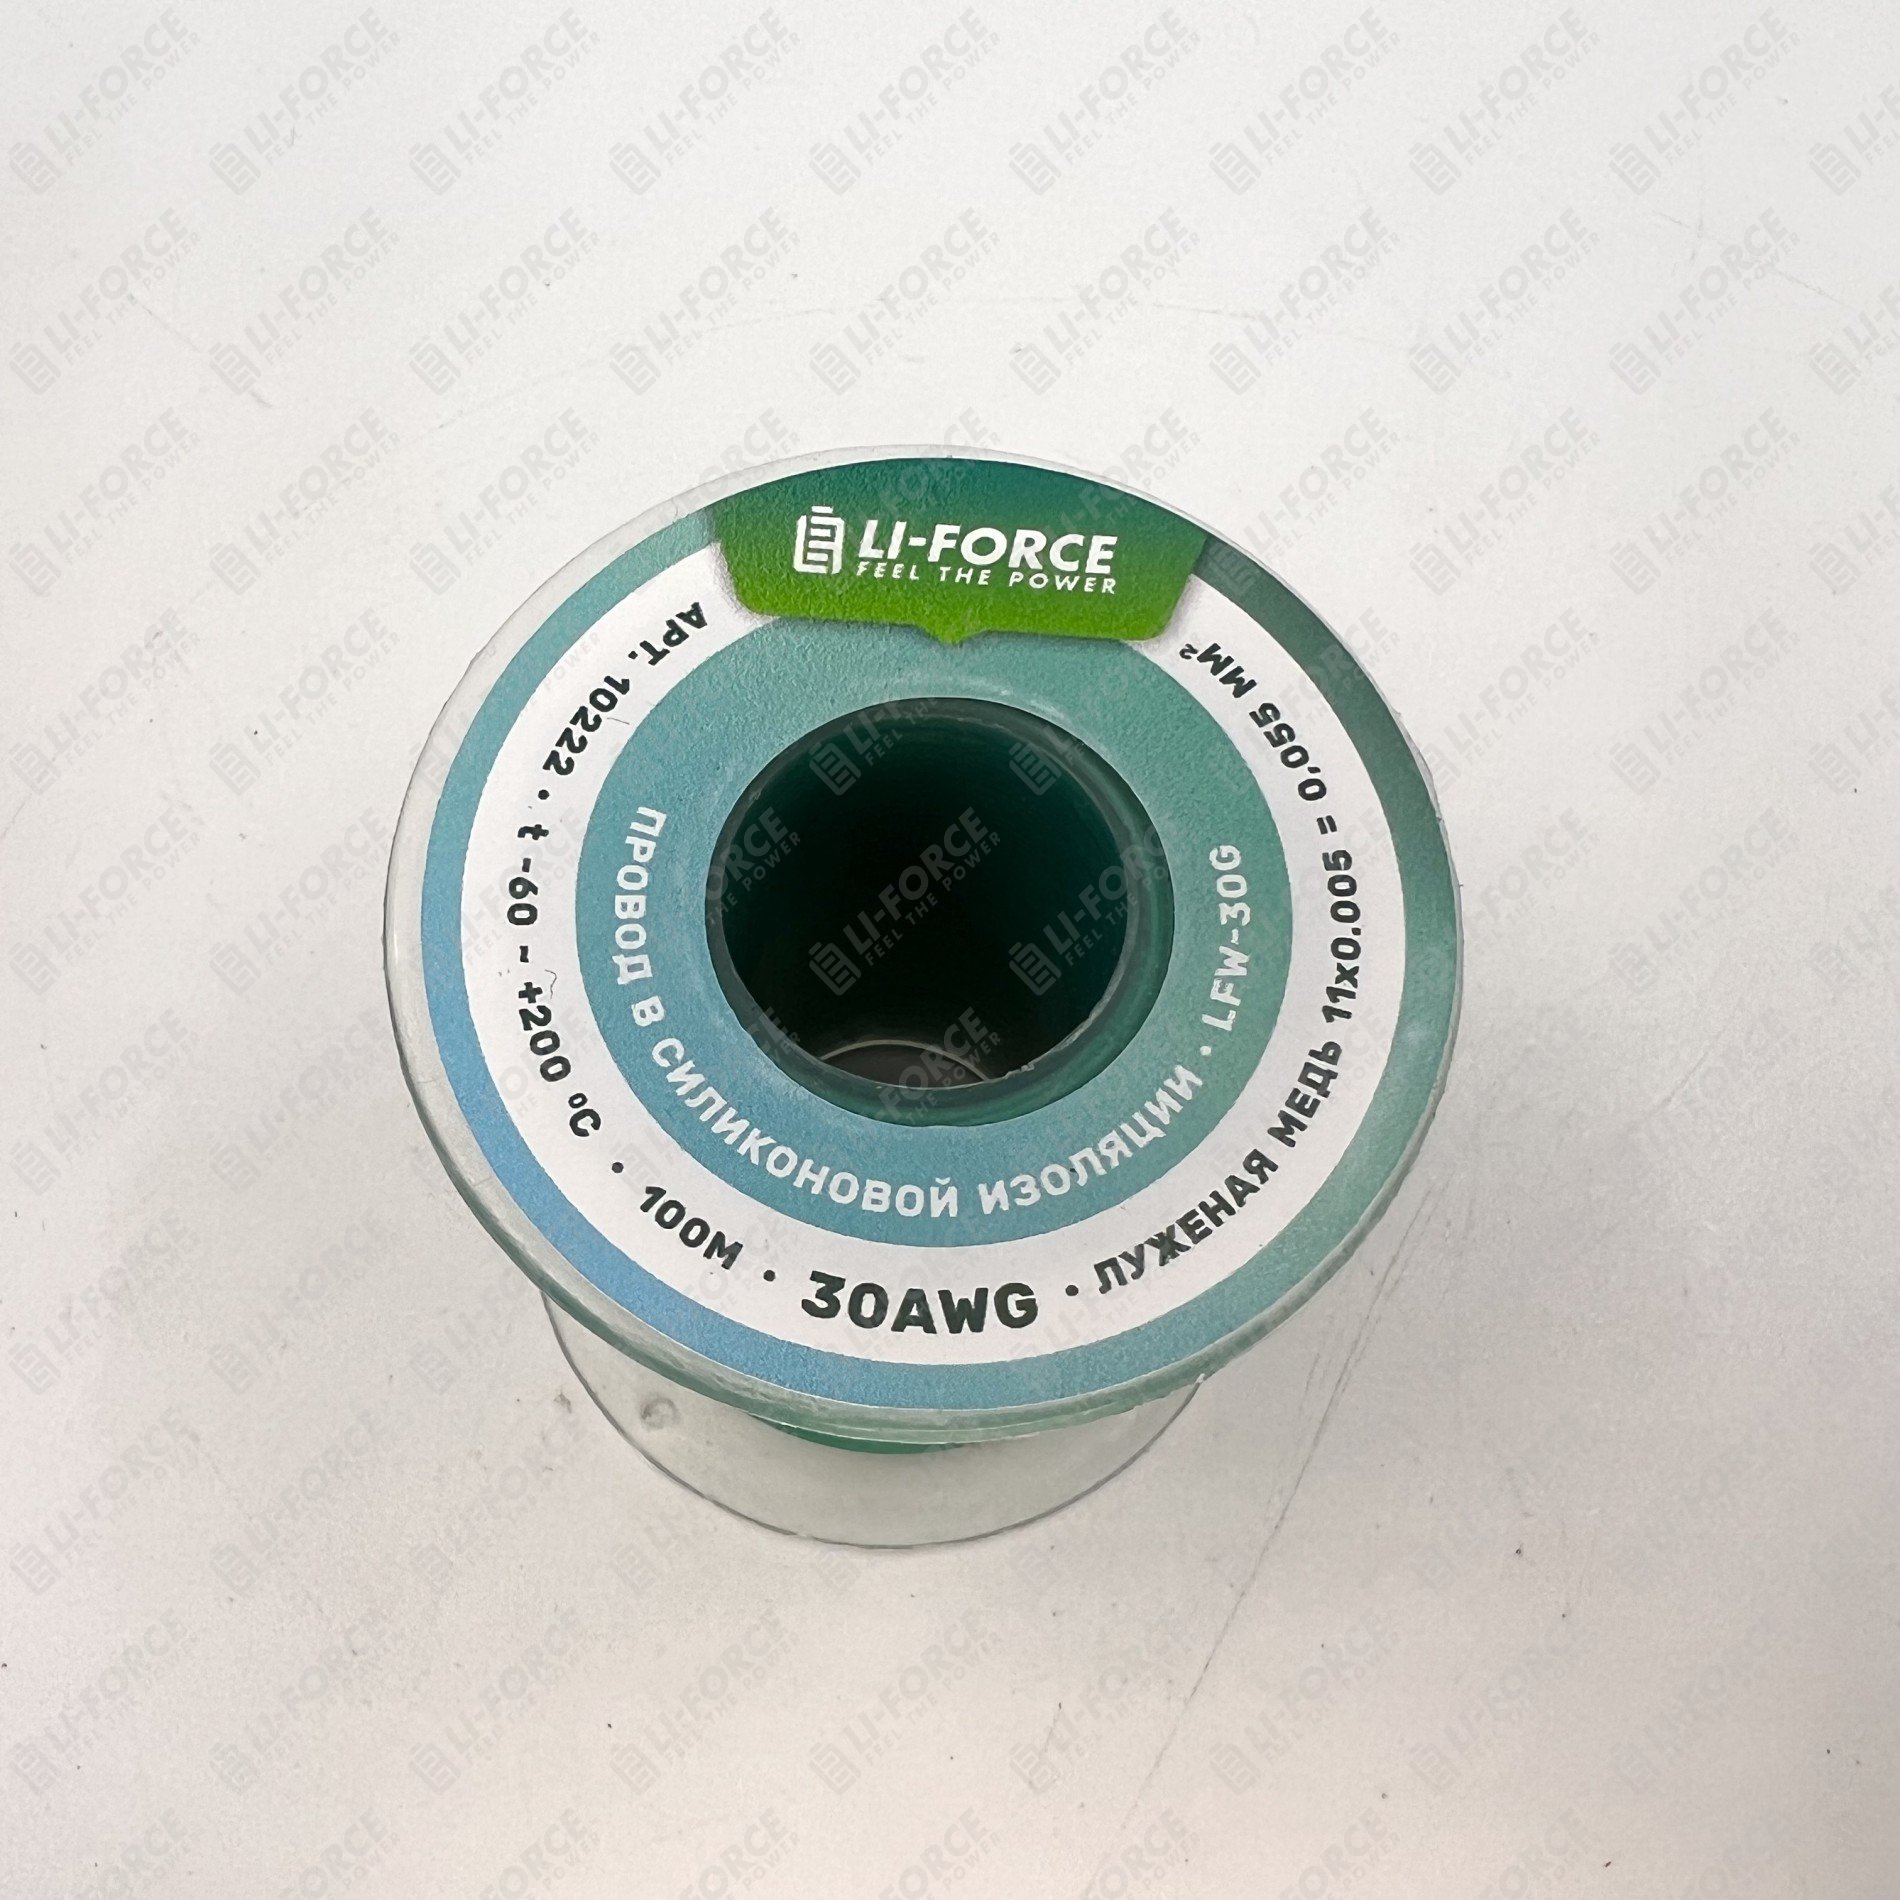 LI-FORCE
FEEL THE POWER
АРТ. 10222 • t -60 ~ +200 °C • 100М • 30AWG • ЛУЖЕНАЯ МЕДЬ 11х0.005 = 0,055 ММ²
ПРОВОД В СИЛИКОНОВОЙ ИЗОЛЯЦИИ • LFW-30G